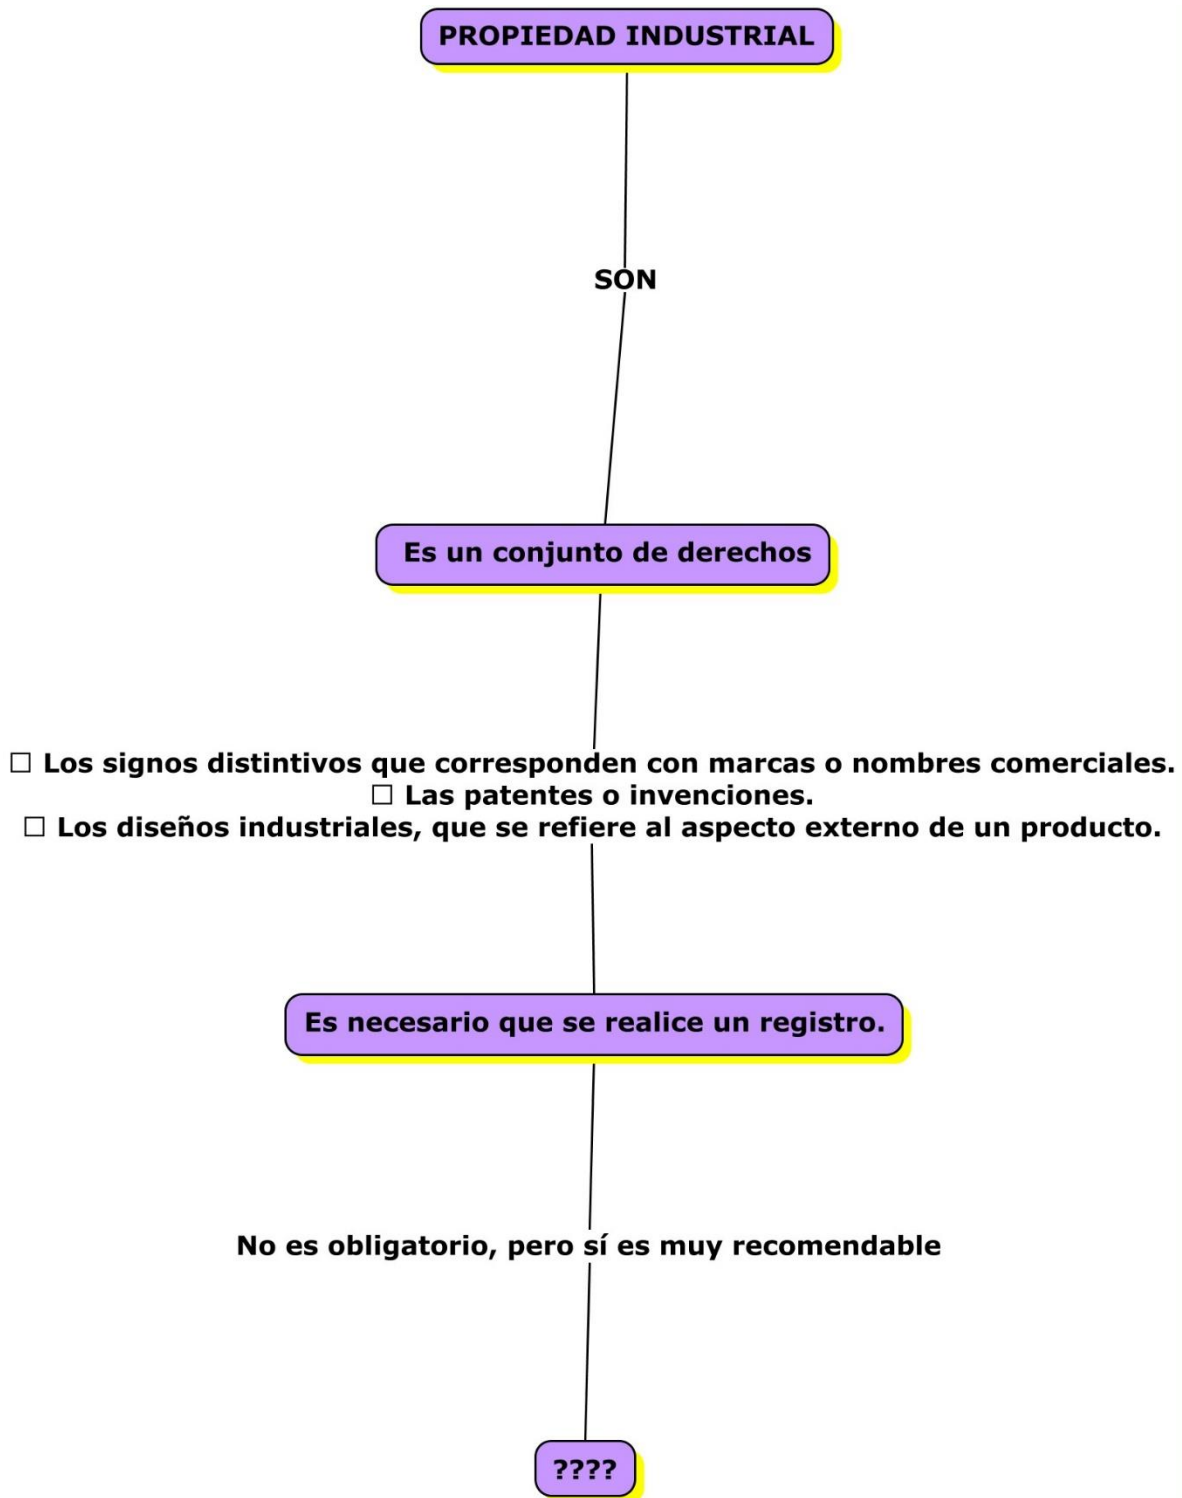 PROPIEDAD INDUSTRIAL
SON
Es un conjunto de derechos
☐ Los signos distintivos que corresponden con marcas o nombres comerciales.
☐ Las patentes o invenciones.
☐ Los diseños industriales, que se refiere al aspecto externo de un producto.
Es necesario que se realice un registro.
No es obligatorio, pero sí es muy recomendable
????